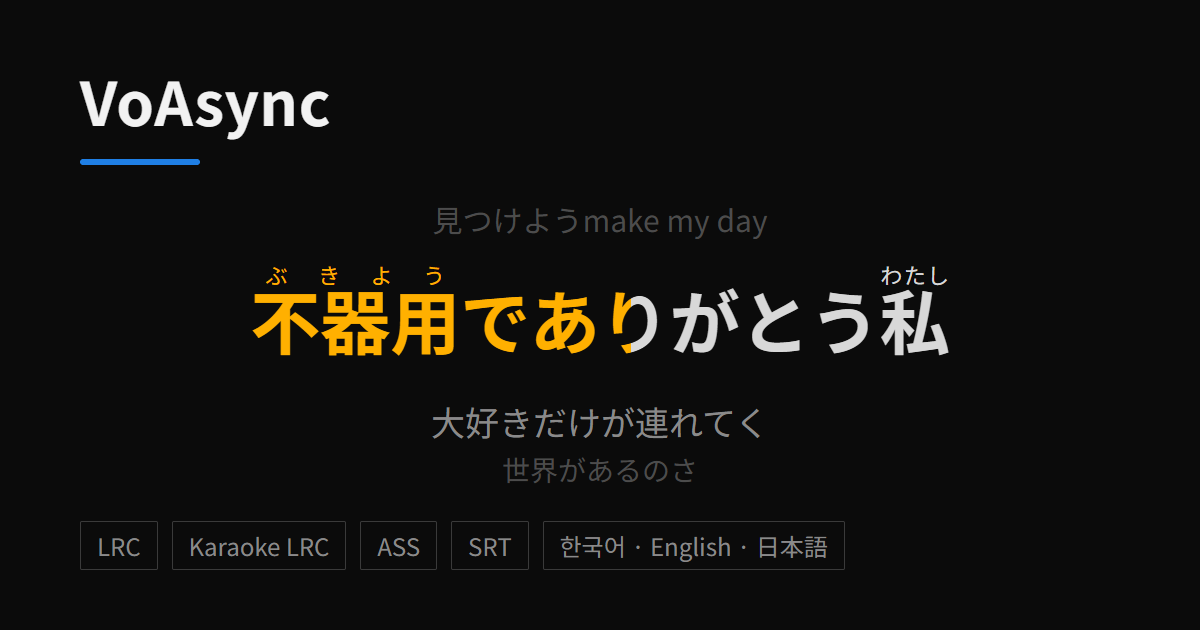 VoAsync
見つけようmake my day
ぶきよう わたし
不器用でありがとう私
大好きだけが連れてく
世界があるのさ
LRC Karaoke LRC ASS SRT 한국어 · English · 日本語